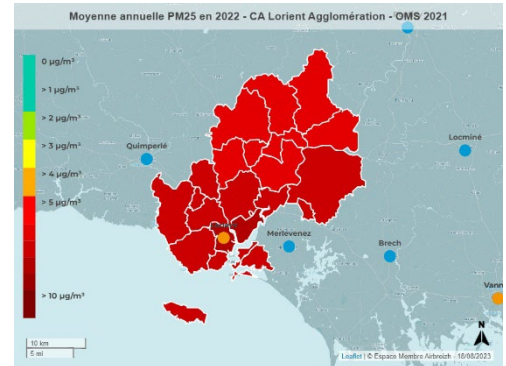 Moyenne annuelle PM25 en 2022 - CA Lorient Agglomération - OMS 2021
0 µg/m³
> 1 µg/m³
> 2 µg/m³
> 3 µg/m³
> 4 µg/m³
> 5 µg/m³
> 10 µg/m³
Quimperlé
Locminé
Merlevenez
Brech
Vann
10 km
5 mi
N
Leaflet | © Espace Membre Airbreizh - 18/08/2023